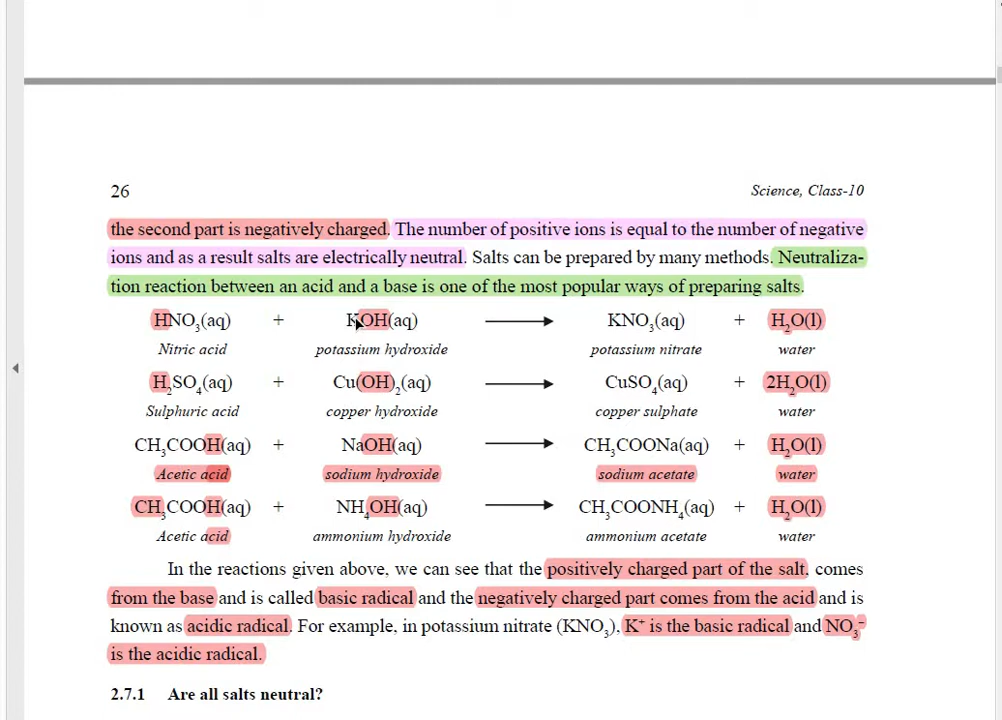 26 Science, Class-10
the second part is negatively charged. The number of positive ions is equal to the number of negative
ions and as a result salts are electrically neutral. Salts can be prepared by many methods. Neutraliza-
tion reaction between an acid and a base is one of the most popular ways of preparing salts.
HNO₃(aq) + KOH(aq) ⟶ KNO₃(aq) + H₂O(l)
Nitric acid potassium hydroxide potassium nitrate water
H₂SO₄(aq) + Cu(OH)₂(aq) ⟶ CuSO₄(aq) + 2H₂O(l)
Sulphuric acid copper hydroxide copper sulphate water
CH₃COOH(aq) + NaOH(aq) ⟶ CH₃COONa(aq) + H₂O(l)
Acetic acid sodium hydroxide sodium acetate water
CH₃COOH(aq) + NH₄OH(aq) ⟶ CH₃COONH₄(aq) + H₂O(l)
Acetic acid ammonium hydroxide ammonium acetate water
In the reactions given above, we can see that the positively charged part of the salt, comes
from the base and is called basic radical and the negatively charged part comes from the acid and is
known as acidic radical. For example, in potassium nitrate (KNO₃), K⁺ is the basic radical and NO₃⁻
is the acidic radical.
2.7.1 Are all salts neutral?